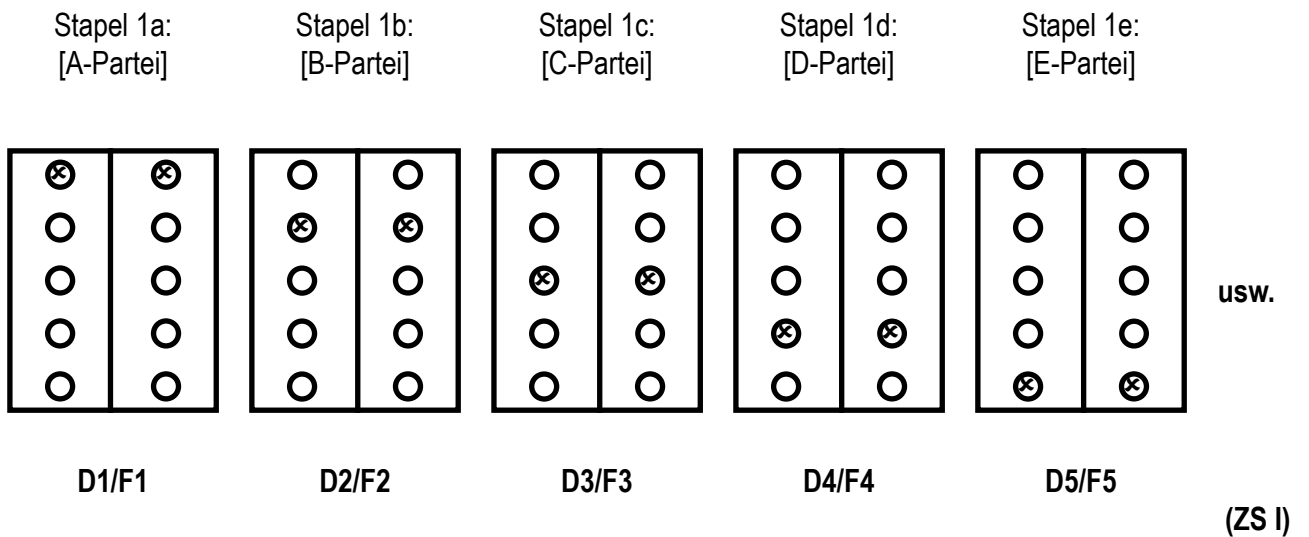 Stapel 1a:
[A-Partei]
Stapel 1b:
[B-Partei]
Stapel 1c:
[C-Partei]
Stapel 1d:
[D-Partei]
Stapel 1e:
[E-Partei]
usw.
D1/F1
D2/F2
D3/F3
D4/F4
D5/F5
(ZS I)